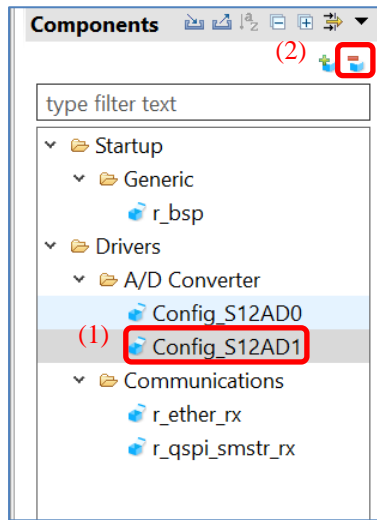 Components
(2)
type filter text
Startup
Generic
r_bsp
Drivers
A/D Converter
Config_S12AD0
(1) Config_S12AD1
Communications
r_ether_rx
r_qspi_smstr_rx